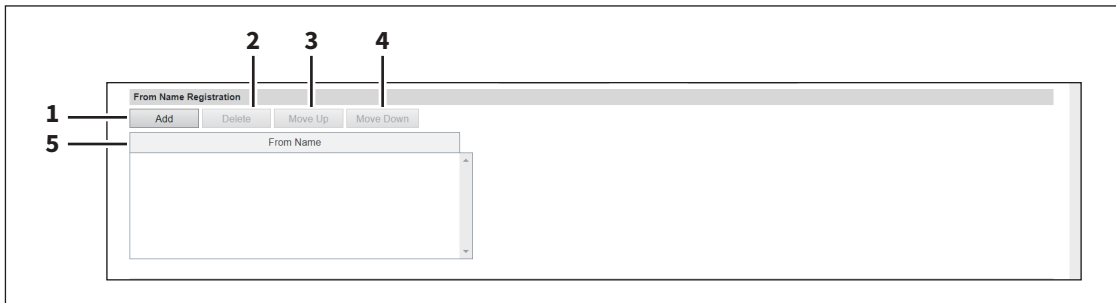 2 3 4
From Name Registration
1 Add Delete Move Up Move Down
5 From Name